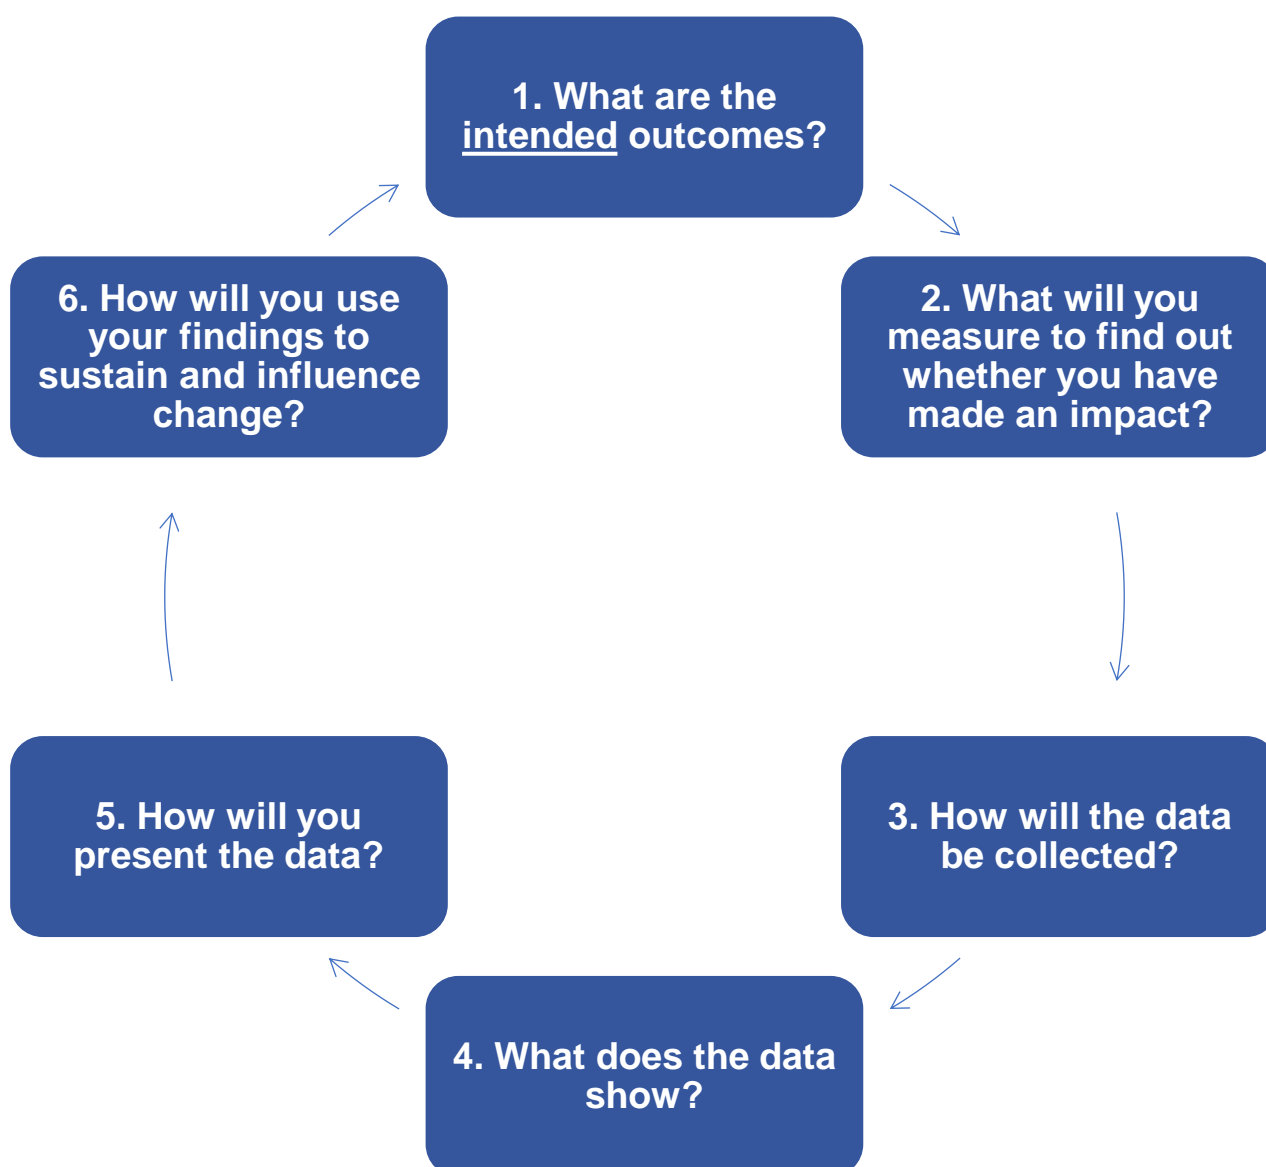 1. What are the
intended outcomes?
2. What will you
measure to find out
whether you have
made an impact?
3. How will the data
be collected?
4. What does the data
show?
5. How will you
present the data?
6. How will you use
your findings to
sustain and influence
change?